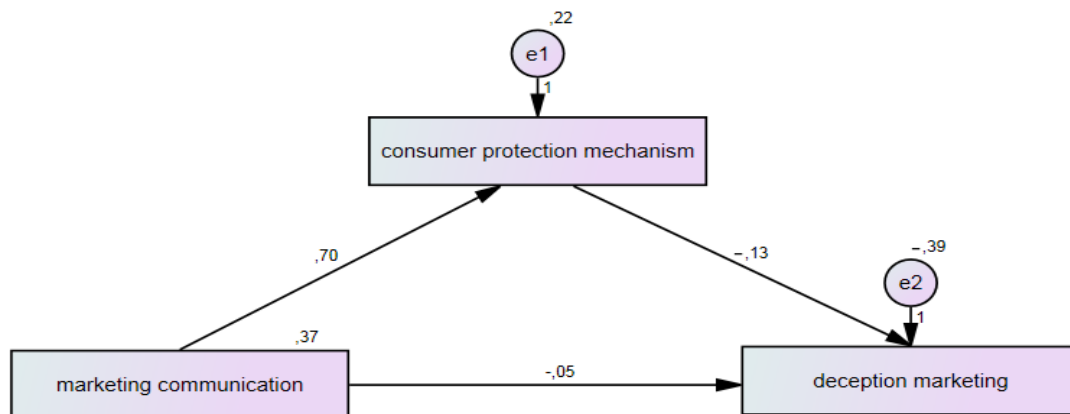 ,22
e1
1
consumer protection mechanism
,70
–,13
–,39
e2
1
,37
marketing communication
-,05
deception marketing